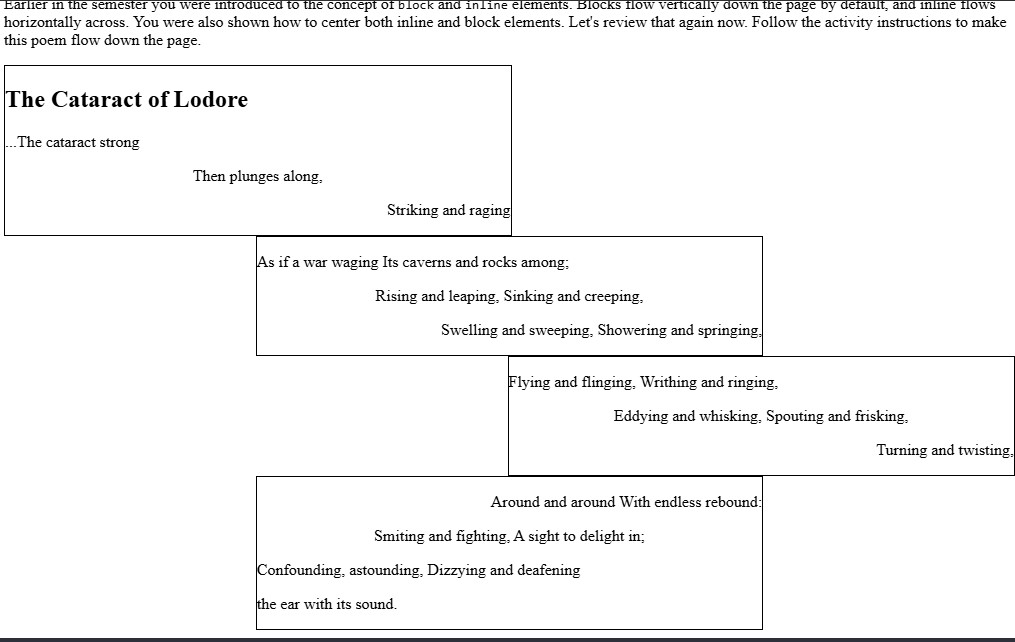 Earlier in the semester you were introduced to the concept of block and inline elements. Blocks flow vertically down the page by default, and inline flows
horizontally across. You were also shown how to center both inline and block elements. Let's review that again now. Follow the activity instructions to make
this poem flow down the page.
The Cataract of Lodore
...The cataract strong
Then plunges along,
Striking and raging
As if a war waging Its caverns and rocks among;
Rising and leaping, Sinking and creeping,
Swelling and sweeping, Showering and springing,
Flying and flinging, Writhing and ringing,
Eddying and whisking, Spouting and frisking,
Turning and twisting,
Around and around With endless rebound:
Smiting and fighting, A sight to delight in;
Confounding, astounding, Dizzying and deafening
the ear with its sound.